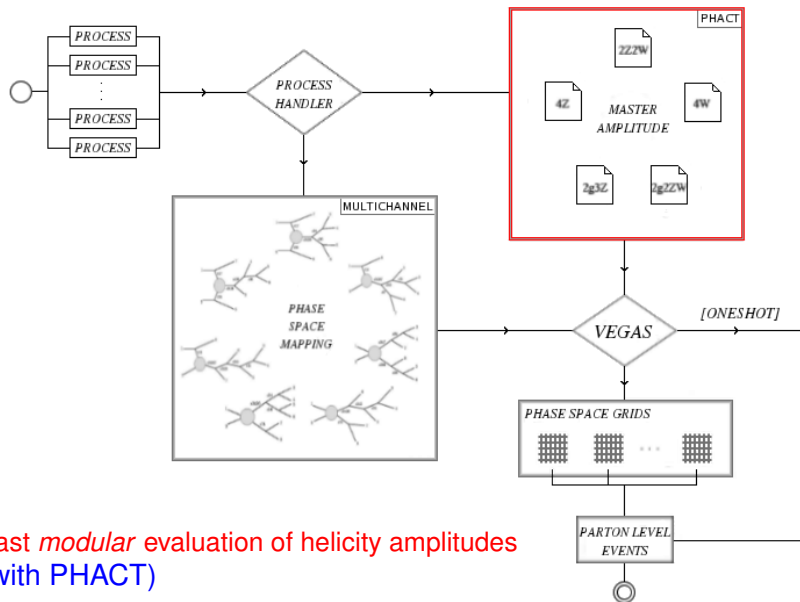 PROCESS
PROCESS
PROCESS
PROCESS
PROCESS
HANDLER
PHACT
2Z2W
4Z
MASTER
AMPLITUDE
4W
2g3Z
2g2ZW
MULTICHANNEL
PHASE
SPACE
MAPPING
VEGAS
[ONESHOT]
PHASE SPACE GRIDS
PARTON LEVEL
EVENTS
ast modular evaluation of helicity amplitudes
with PHACT)